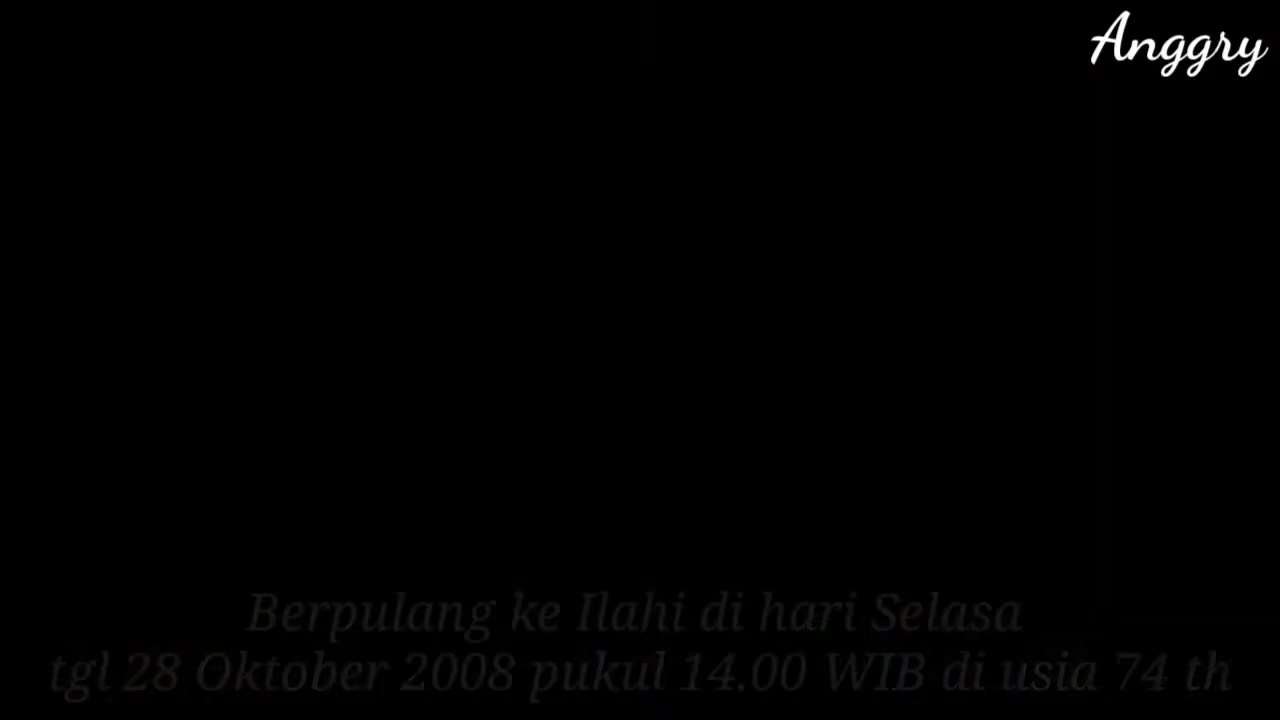 Anggry
Berpulang ke Ilahi di hari Selasa
tgl 28 Oktober 2008 pukul 14.00 WIB di usia 74 th